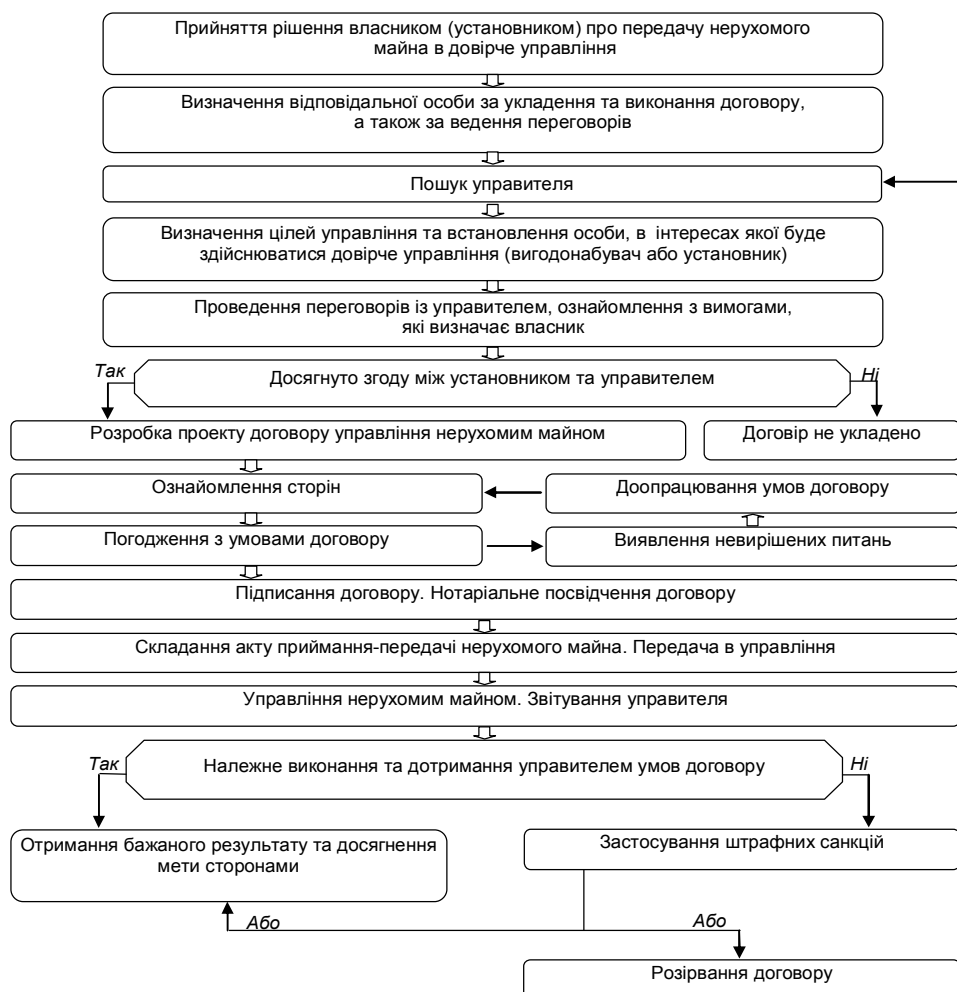 Прийняття рішення власником (установником) про передачу нерухомого
майна в довірче управління
Визначення відповідальної особи за укладення та виконання договору,
а також за ведення переговорів
Пошук управителя
Визначення цілей управління та встановлення особи, в інтересах якої буде
здійснюватися довірче управління (вигодонабувач або установник)
Проведення переговорів із управителем, ознайомлення з вимогами,
які визначає власник
Так
Досягнуто згоду між установником та управителем
Ні
Розробка проекту договору управління нерухомим майном
Договір не укладено
Ознайомлення сторін
Доопрацювання умов договору
Погодження з умовами договору
Виявлення невирішених питань
Підписання договору. Нотаріальне посвідчення договору
Складання акту приймання-передачі нерухомого майна. Передача в управління
Управління нерухомим майном. Звітування управителя
Так
Належне виконання та дотримання управителем умов договору
Ні
Отримання бажаного результату та досягнення
мети сторонами
Застосування штрафних санкцій
Або
Або
Розірвання договору